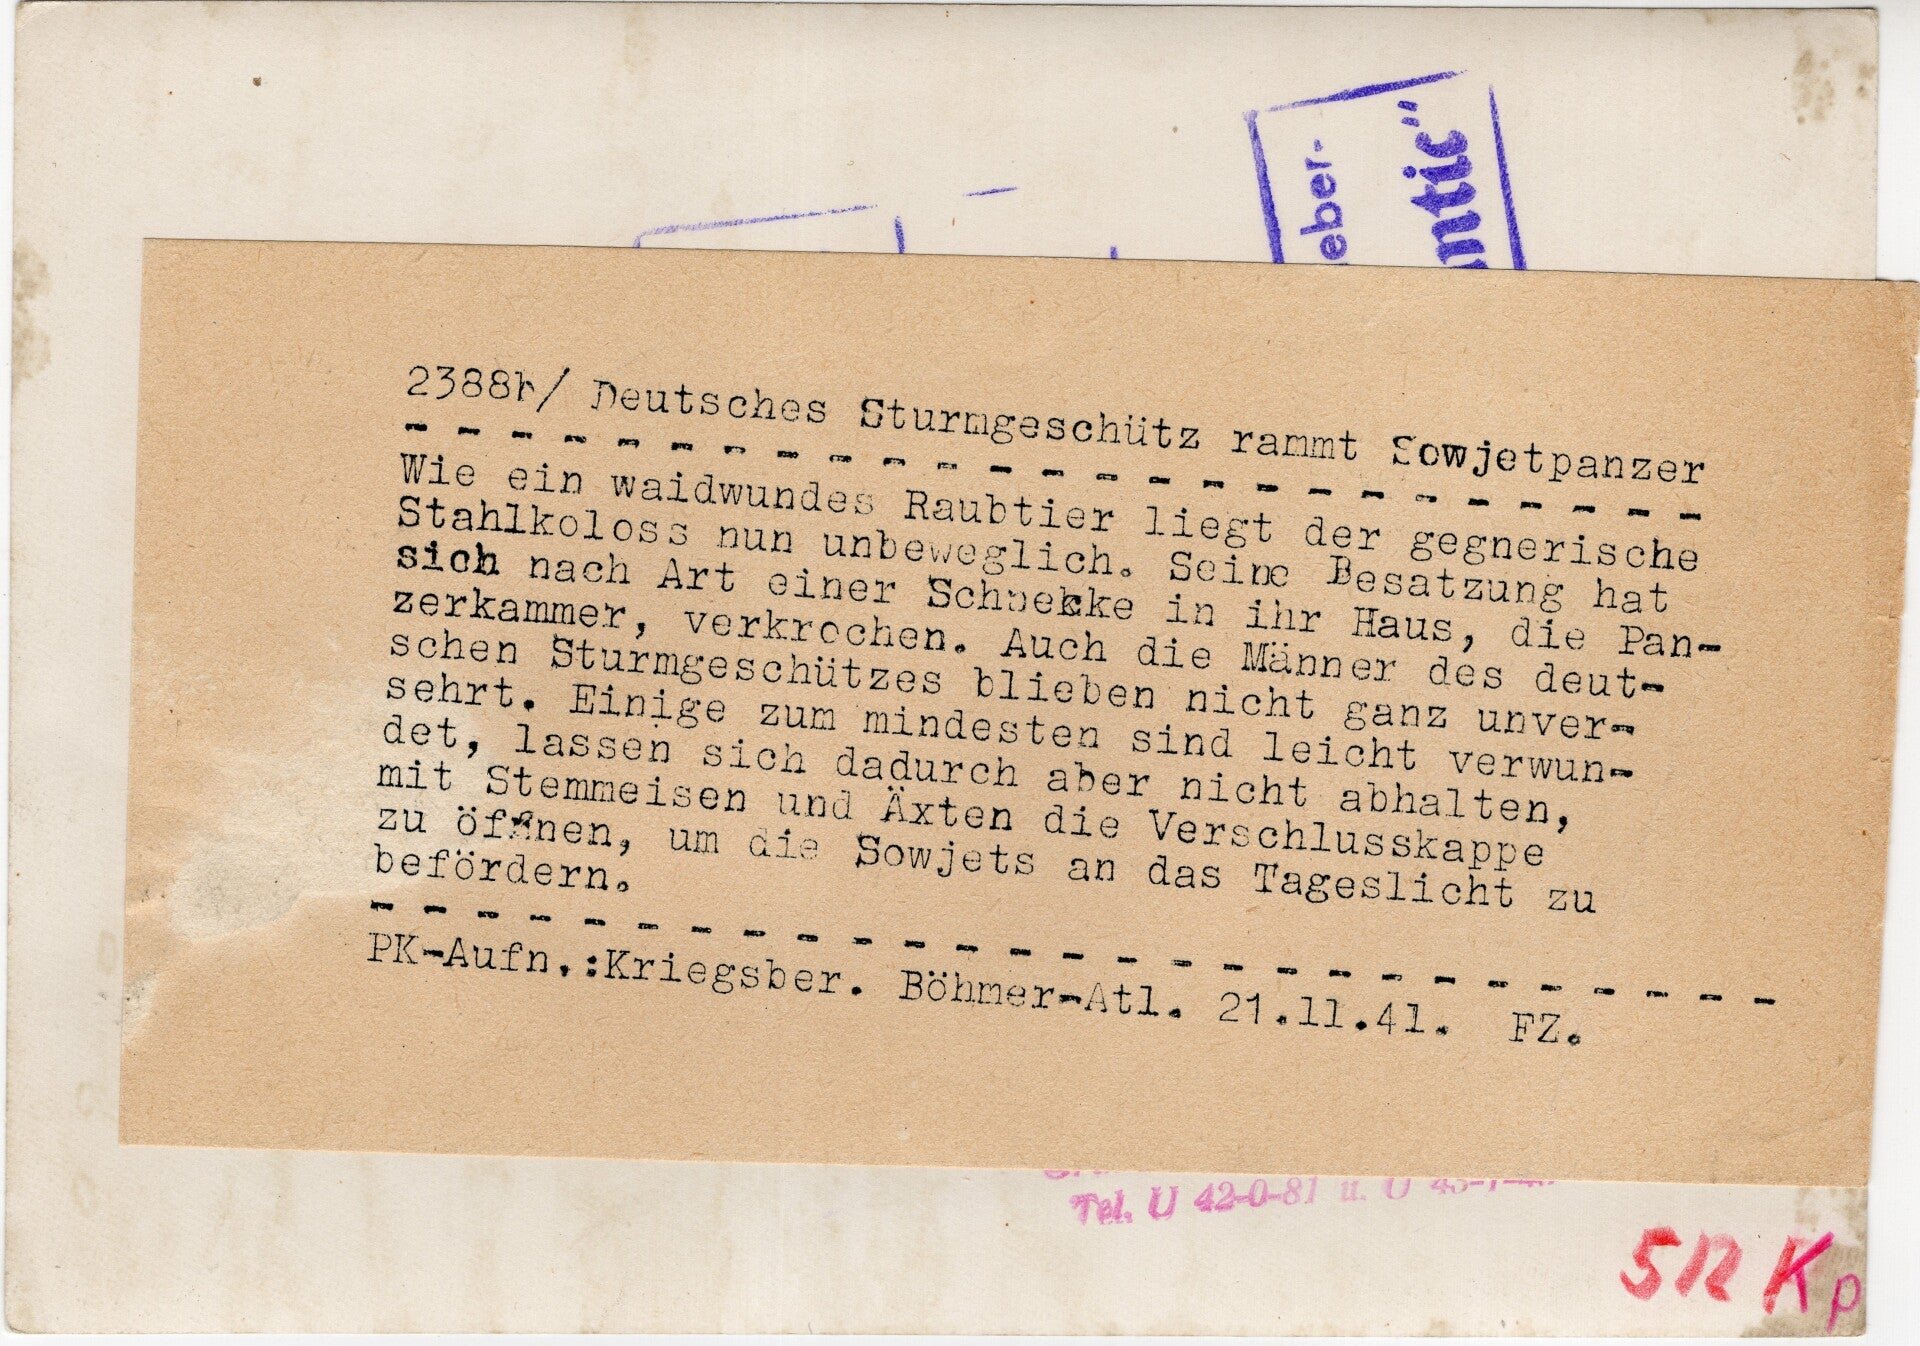 eber-
ntic"
2388h/ Deutsches Sturmgeschütz rammt Sowjetpanzer
- - - - - - - - - - - - - - - - - - - - - - - - -
Wie ein waidwundes Raubtier liegt der gegnerische
Stahlkoloss nun unbeweglich. Seine Besatzung hat
sich nach Art einer Schnekke in ihr Haus, die Pan-
zerkammer, verkrochen. Auch die Männer des deut-
schen Sturmgeschützes blieben nicht ganz unver-
sehrt. Einige zum mindesten sind leicht verwun-
det, lassen sich dadurch aber nicht abhalten,
mit Stemmeisen und Äxten die Verschlusskappe
zu öffnen, um die Sowjets an das Tageslicht zu
befördern.
- - - - - - - - - - - - - - - - - - - - - - - - - - -
PK-Aufn.:Kriegsber. Böhmer-Atl. 21.11.41. FZ.
Tel. U 42-0-81 u. U
512 Kp